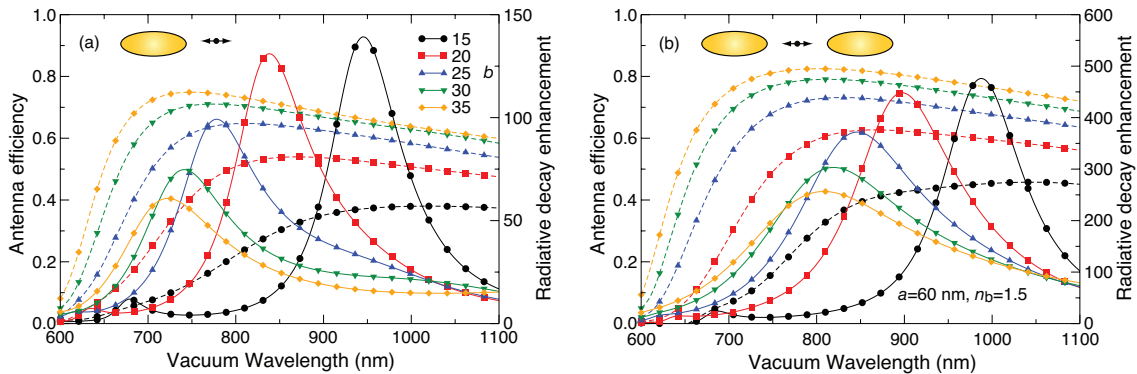 (a)
15
20
25
30
35
b
1.0
0.8
0.6
0.4
0.2
0.0
Antenna efficiency
150
100
50
0
Radiative decay enhancement
600 700 800 900 1000 1100
Vacuum Wavelength (nm)
(b)
a=60 nm, nb=1.5
1.0
0.8
0.6
0.4
0.2
0.0
Antenna efficiency
600
500
400
300
200
100
0
Radiative decay enhancement
600 700 800 900 1000 1100
Vacuum Wavelength (nm)